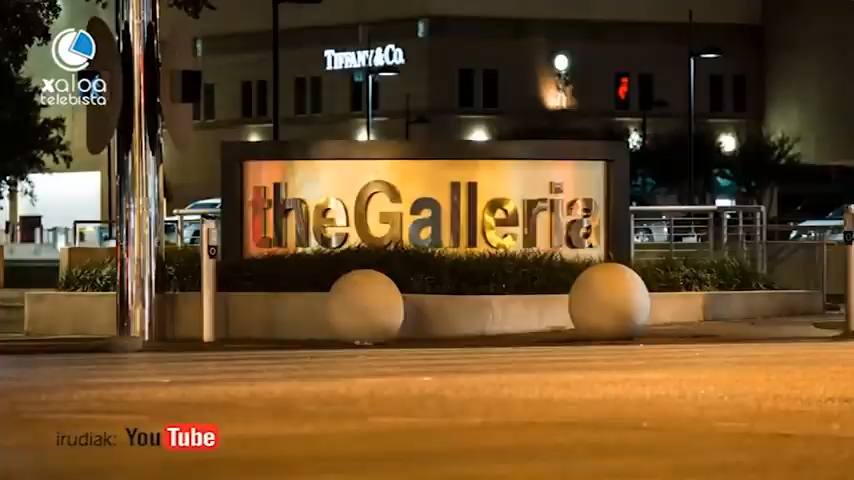 xaloa
telebista
TIFFANY & CO.
theGalleria
irudiak: YouTube